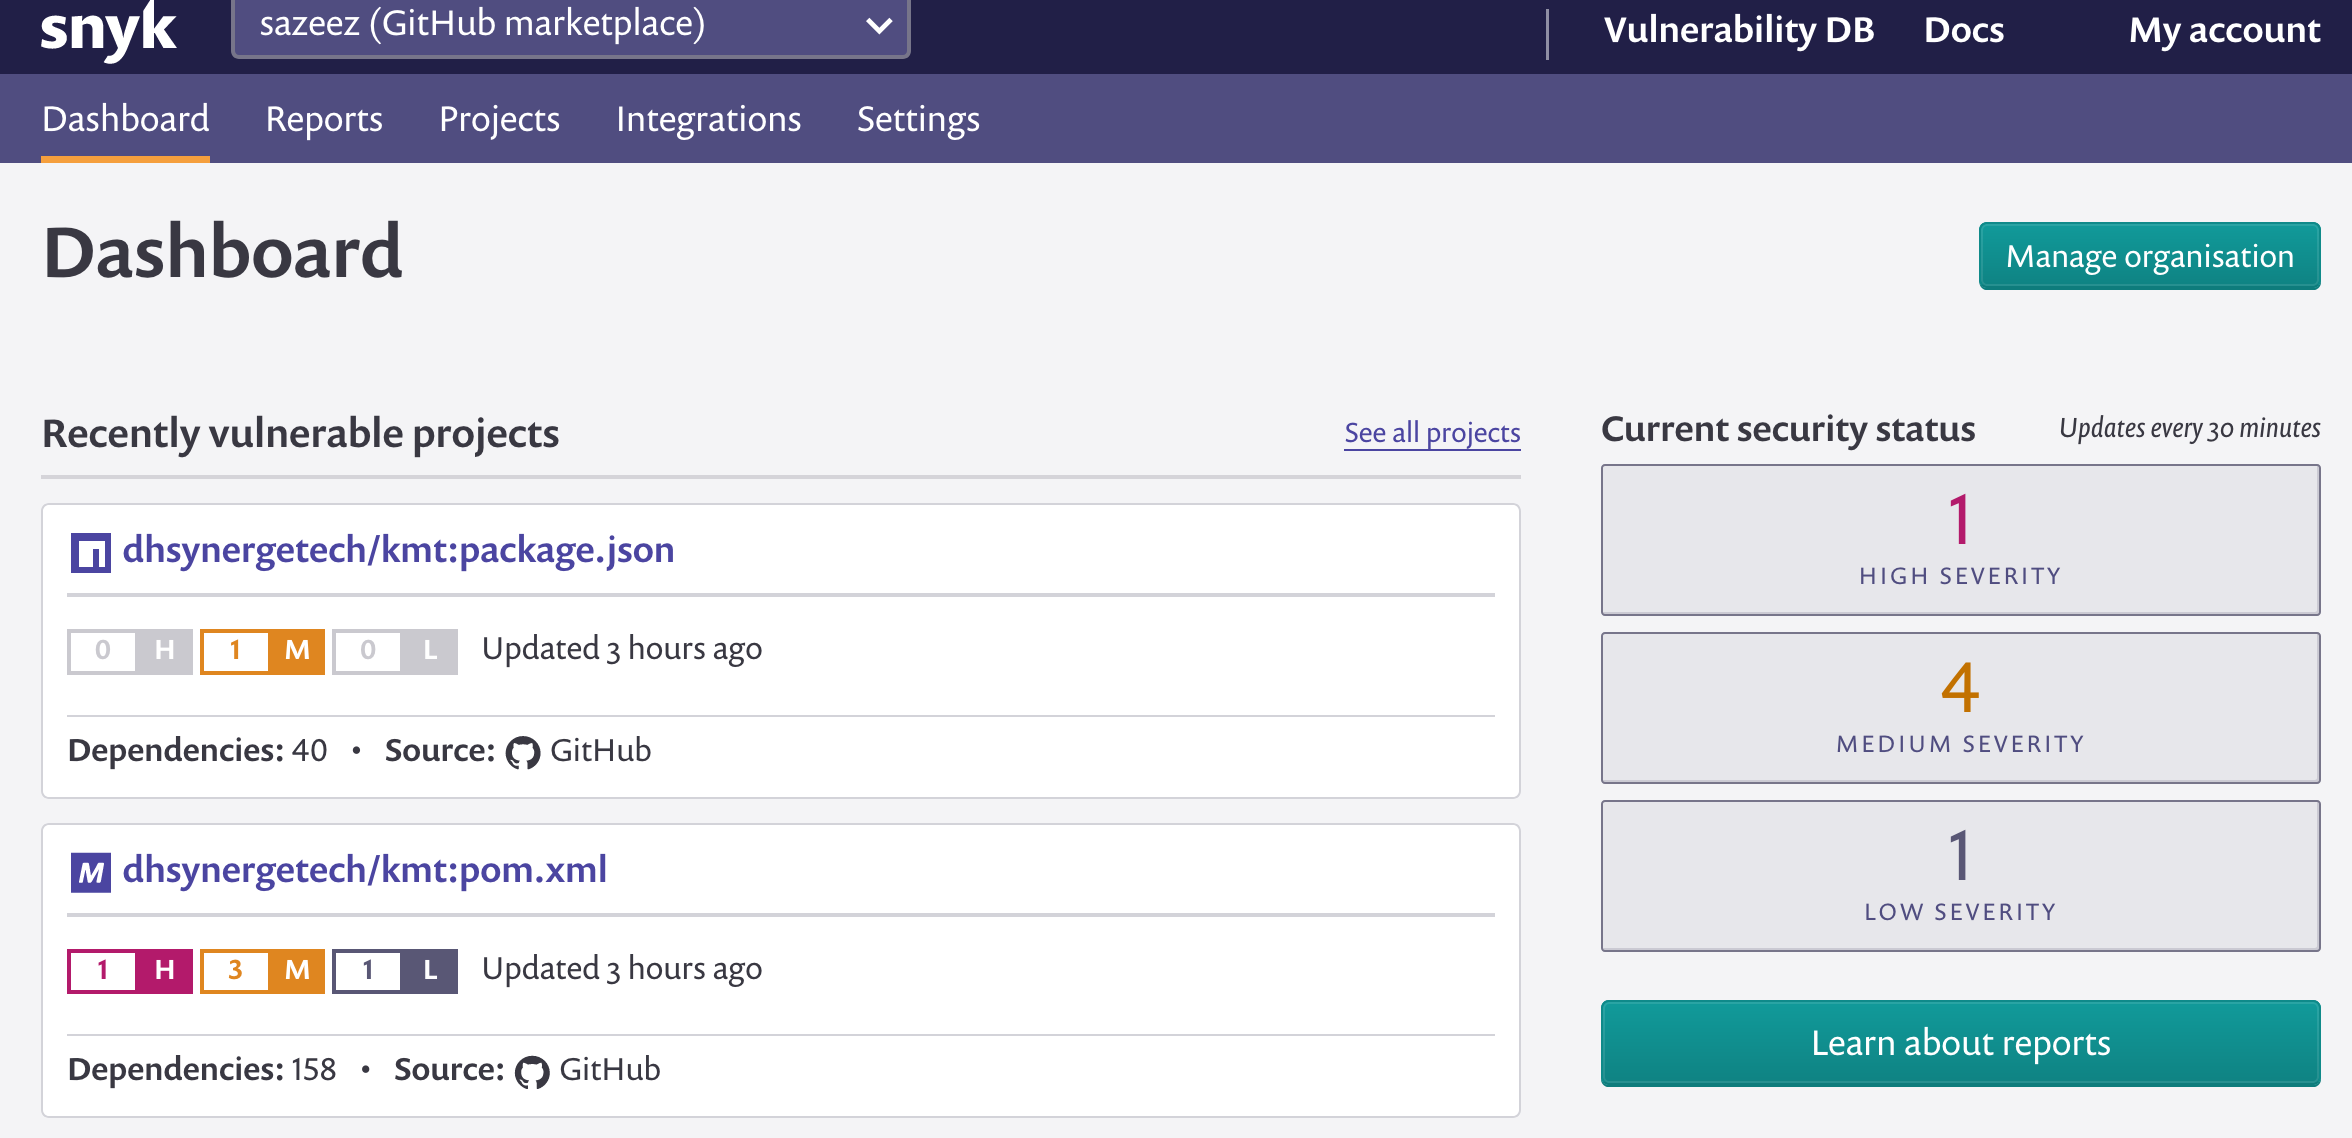 snyk
sazeez (GitHub marketplace)
Vulnerability DB Docs My account
Dashboard Reports Projects Integrations Settings
Dashboard
Manage organisation
Recently vulnerable projects
See all projects
dhsynergetech/kmt:package.json
0 H 1 M 0 L Updated 3 hours ago
Dependencies: 40 • Source: GitHub
M dhsynergetech/kmt:pom.xml
1 H 3 M 1 L Updated 3 hours ago
Dependencies: 158 • Source: GitHub
Current security status Updates every 30 minutes
1
HIGH SEVERITY
4
MEDIUM SEVERITY
1
LOW SEVERITY
Learn about reports